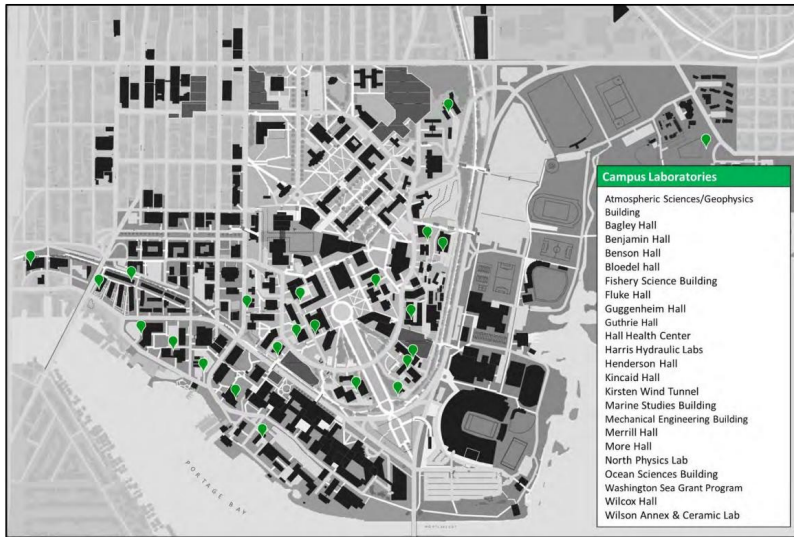 Campus Laboratories
Atmospheric Sciences/Geophysics
Building
Bagley Hall
Benjamin Hall
Benson Hall
Bloedel hall
Fishery Science Building
Fluke Hall
Guggenheim Hall
Guthrie Hall
Hall Health Center
Harris Hydraulic Labs
Henderson Hall
Kincaid Hall
Kirsten Wind Tunnel
Marine Studies Building
Mechanical Engineering Building
Merrill Hall
More Hall
North Physics Lab
Ocean Sciences Building
Washington Sea Grant Program
Wilcox Hall
Wilson Annex & Ceramic Lab
PORTAGE BAY